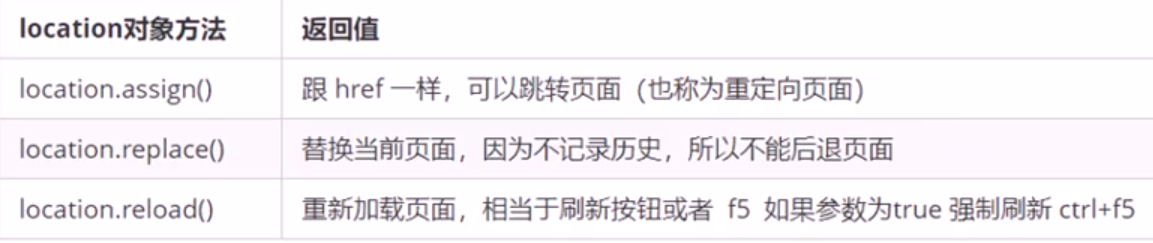 location对象方法 返回值
location.assign() 跟 href 一样，可以跳转页面（也称为重定向页面）
location.replace() 替换当前页面，因为不记录历史，所以不能后退页面
location.reload() 重新加载页面，相当于刷新按钮或者 f5 如果参数为true 强制刷新 ctrl+f5